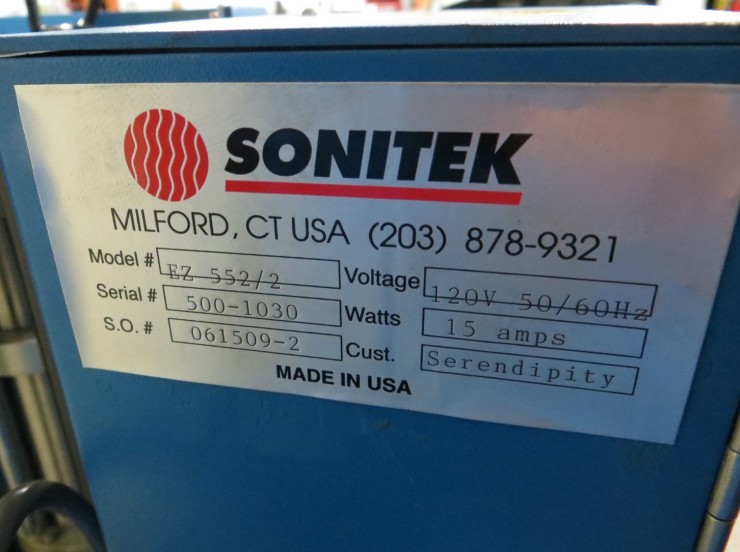 SONITEK
MILFORD, CT USA (203) 878-9321
Model # EZ 552/2 Voltage 120V 50/60Hz
Serial # 500-1030 Watts 15 amps
S.O. # 061509-2 Cust. Serendipity
MADE IN USA